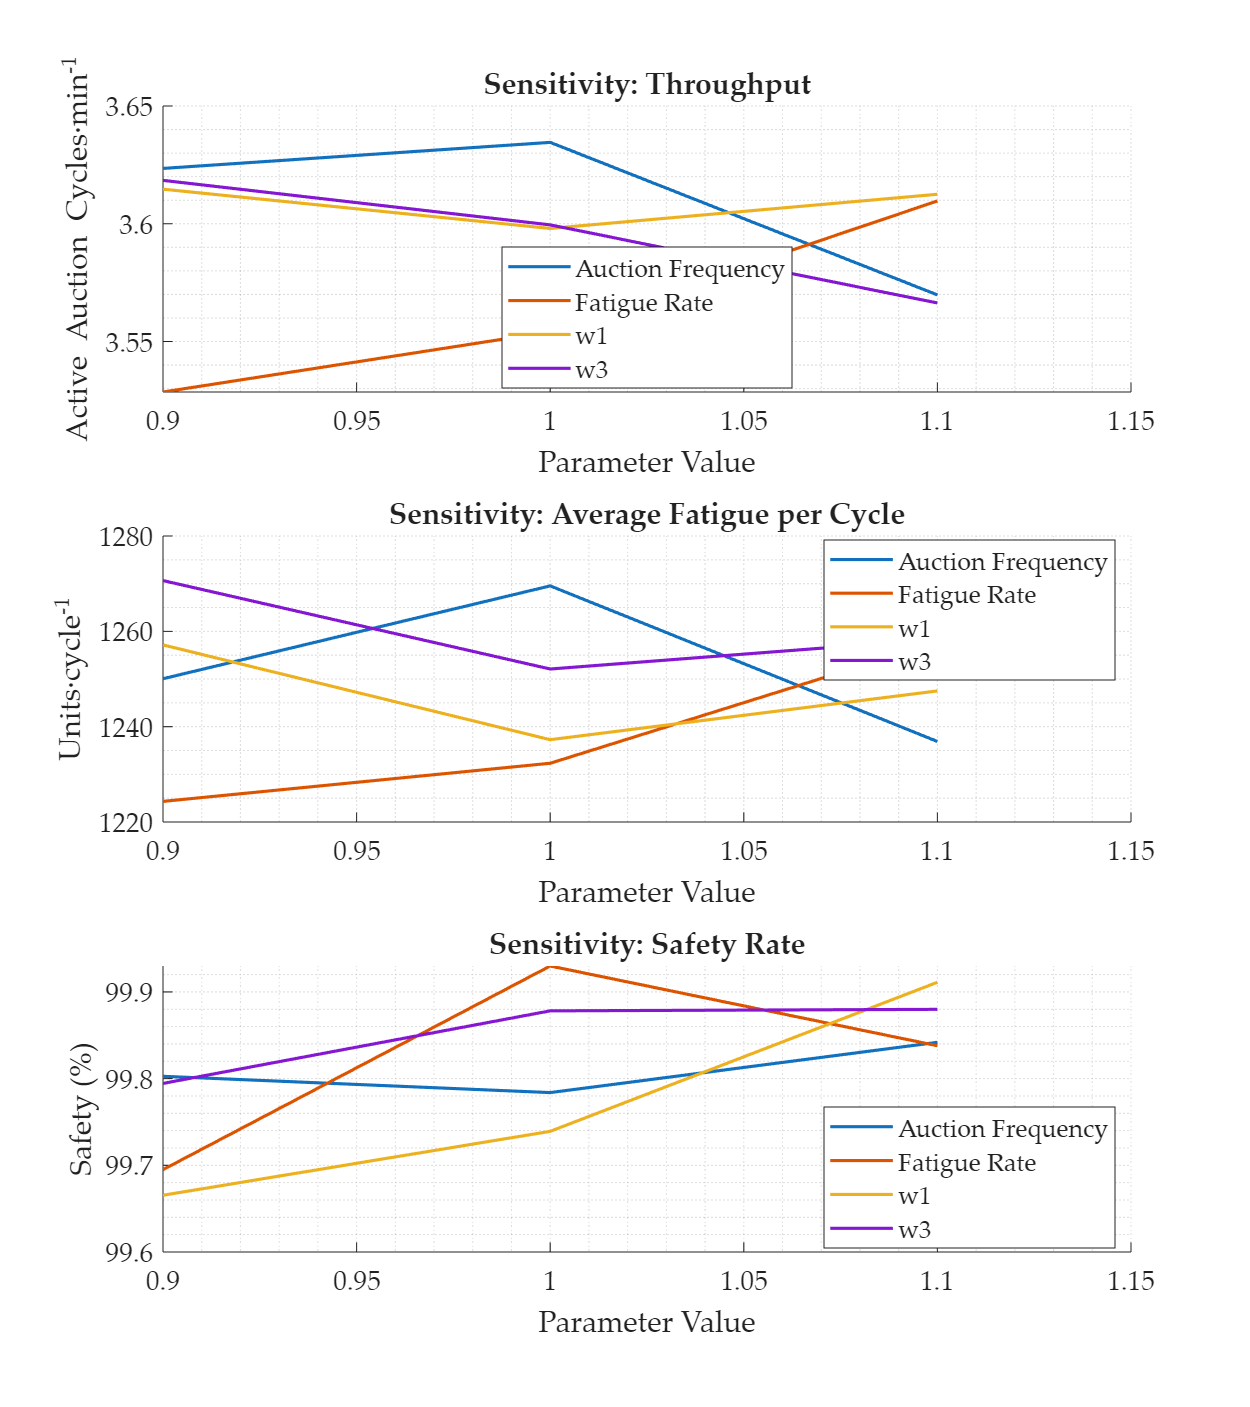 Sensitivity: Throughput
Active Auction Cycles·min-1
3.65
3.6
3.55
Auction Frequency
Fatigue Rate
w1
w3
0.9 0.95 1 1.05 1.1 1.15
Parameter Value
Sensitivity: Average Fatigue per Cycle
Units·cycle-1
1280
1260
1240
1220
Auction Frequency
Fatigue Rate
w1
w3
0.9 0.95 1 1.05 1.1 1.15
Parameter Value
Sensitivity: Safety Rate
Safety (%)
99.9
99.8
99.7
99.6
Auction Frequency
Fatigue Rate
w1
w3
0.9 0.95 1 1.05 1.1 1.15
Parameter Value